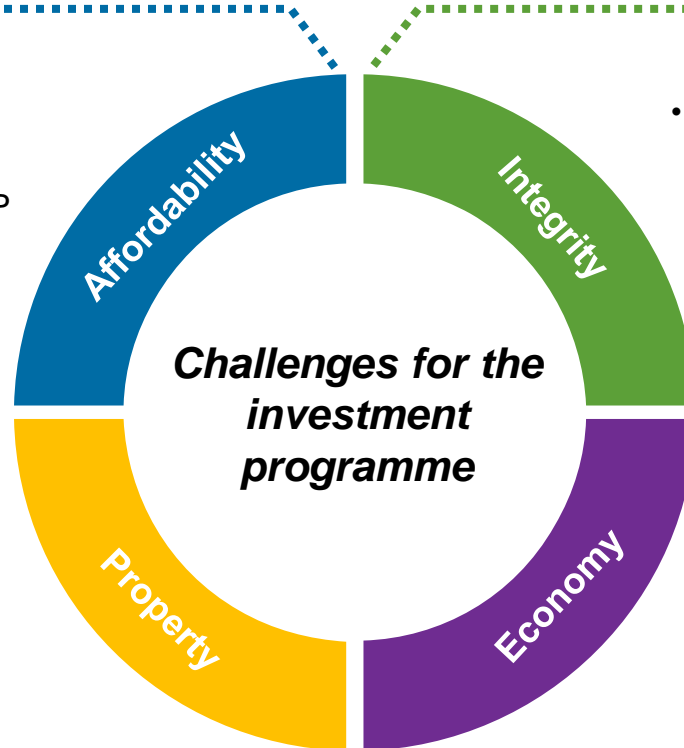 Affordability
Integrity
Challenges for the
investment
programme
Property
Economy